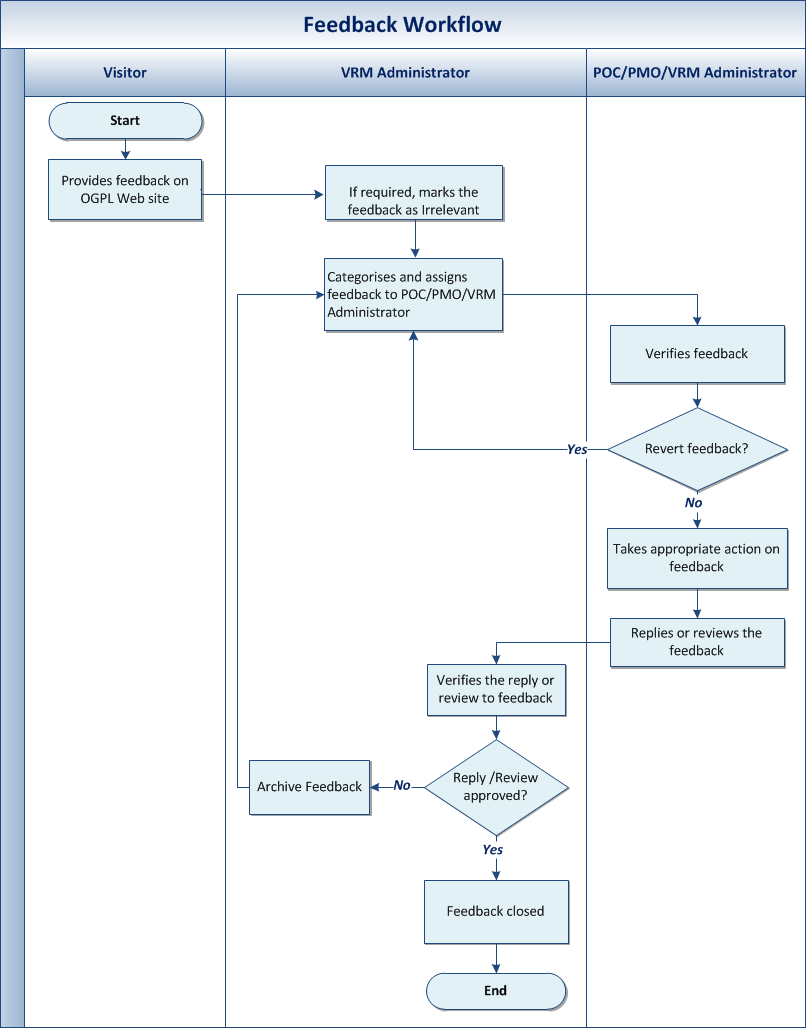 Feedback Workflow
Visitor
VRM Administrator
POC/PMO/VRM Administrator
Start
Provides feedback on
OGPL Web site
If required, marks the
feedback as Irrelevant
Categorises and assigns
feedback to POC/PMO/VRM
Administrator
Verifies feedback
Revert feedback?
Yes
No
Takes appropriate action on
feedback
Replies or reviews the
feedback
Verifies the reply or
review to feedback
Reply /Review
approved?
No
Archive Feedback
Yes
Feedback closed
End